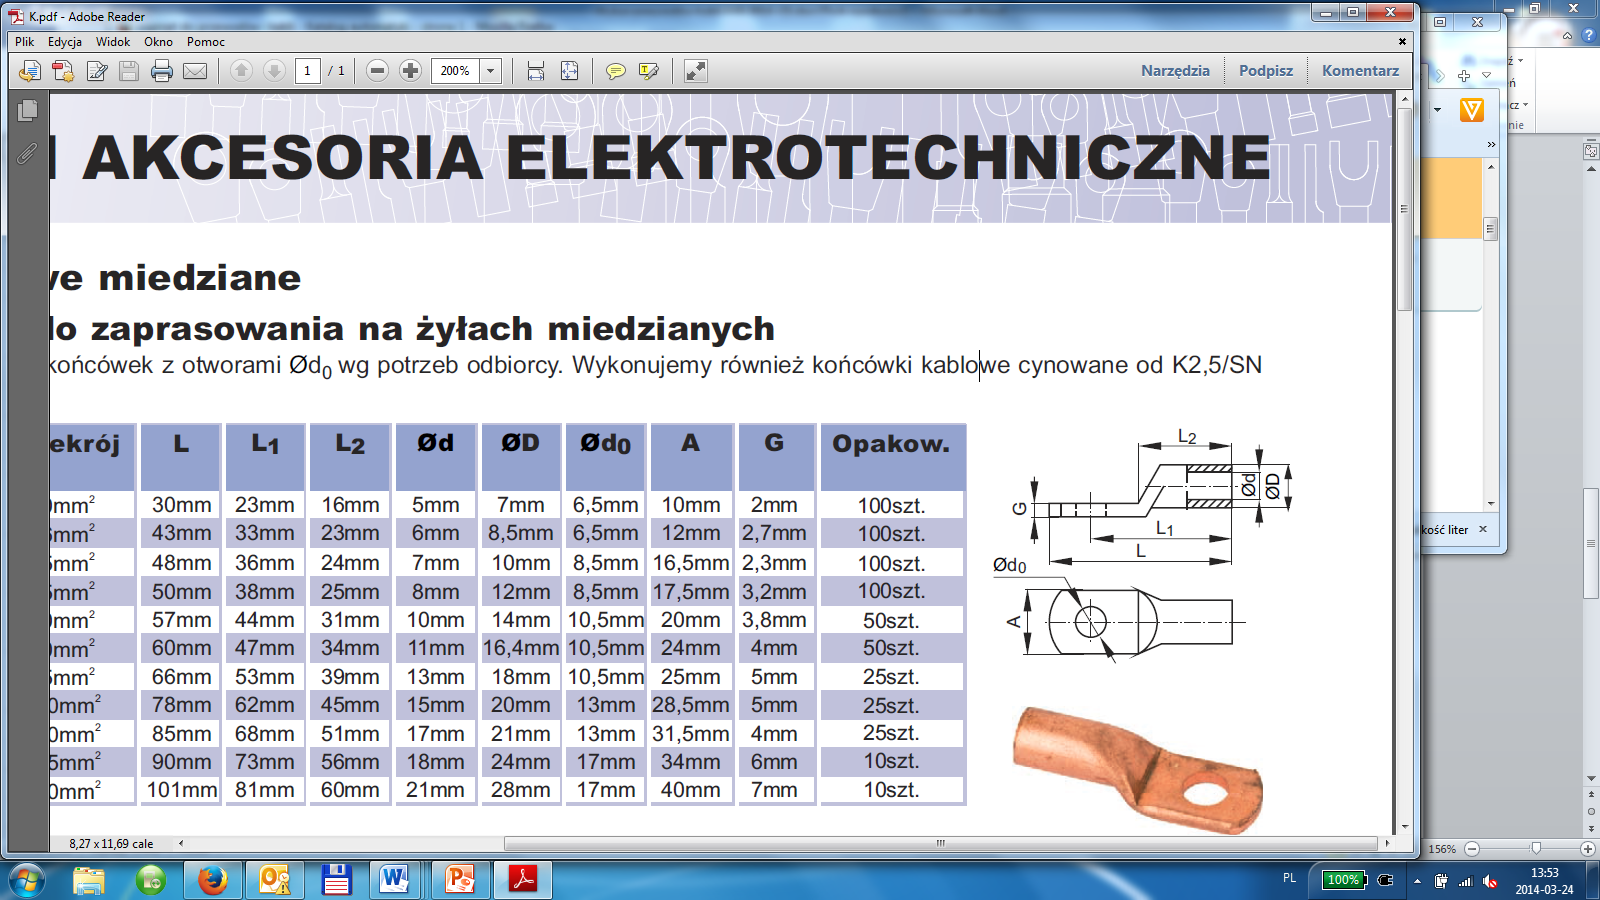 K.pdf - Adobe Reader
Plik Edycja Widok Okno Pomoc
1 / 1 200% Narzędzia Podpisz Komentarz
AKCESORIA ELEKTROTECHNICZNE
we miedziane
do zaprasowania na żyłach miedzianych
końcówek z otworami Ød0 wg potrzeb odbiorcy. Wykonujemy również końcówki kablowe cynowane od K2,5/SN
ekrój L L1 L2 Ød ØD Ød0 A G Opakow.
0mm² 30mm 23mm 16mm 5mm 7mm 6,5mm 10mm 2mm 100szt.
6mm² 43mm 33mm 23mm 6mm 8,5mm 6,5mm 12mm 2,7mm 100szt.
5mm² 48mm 36mm 24mm 7mm 10mm 8,5mm 16,5mm 2,3mm 100szt.
5mm² 50mm 38mm 25mm 8mm 12mm 8,5mm 17,5mm 3,2mm 100szt.
0mm² 57mm 44mm 31mm 10mm 14mm 10,5mm 20mm 3,8mm 50szt.
0mm² 60mm 47mm 34mm 11mm 16,4mm 10,5mm 24mm 4mm 50szt.
5mm² 66mm 53mm 39mm 13mm 18mm 10,5mm 25mm 5mm 25szt.
0mm² 78mm 62mm 45mm 15mm 20mm 13mm 28,5mm 5mm 25szt.
0mm² 85mm 68mm 51mm 17mm 21mm 13mm 31,5mm 4mm 25szt.
5mm² 90mm 73mm 56mm 18mm 24mm 17mm 34mm 6mm 10szt.
0mm² 101mm 81mm 60mm 21mm 28mm 17mm 40mm 7mm 10szt.
L2
Ød
ØD
G
L1
L
Ød0
A
kość liter
8,27 x 11,69 cale
156%
PL 100% 13:53
2014-03-24